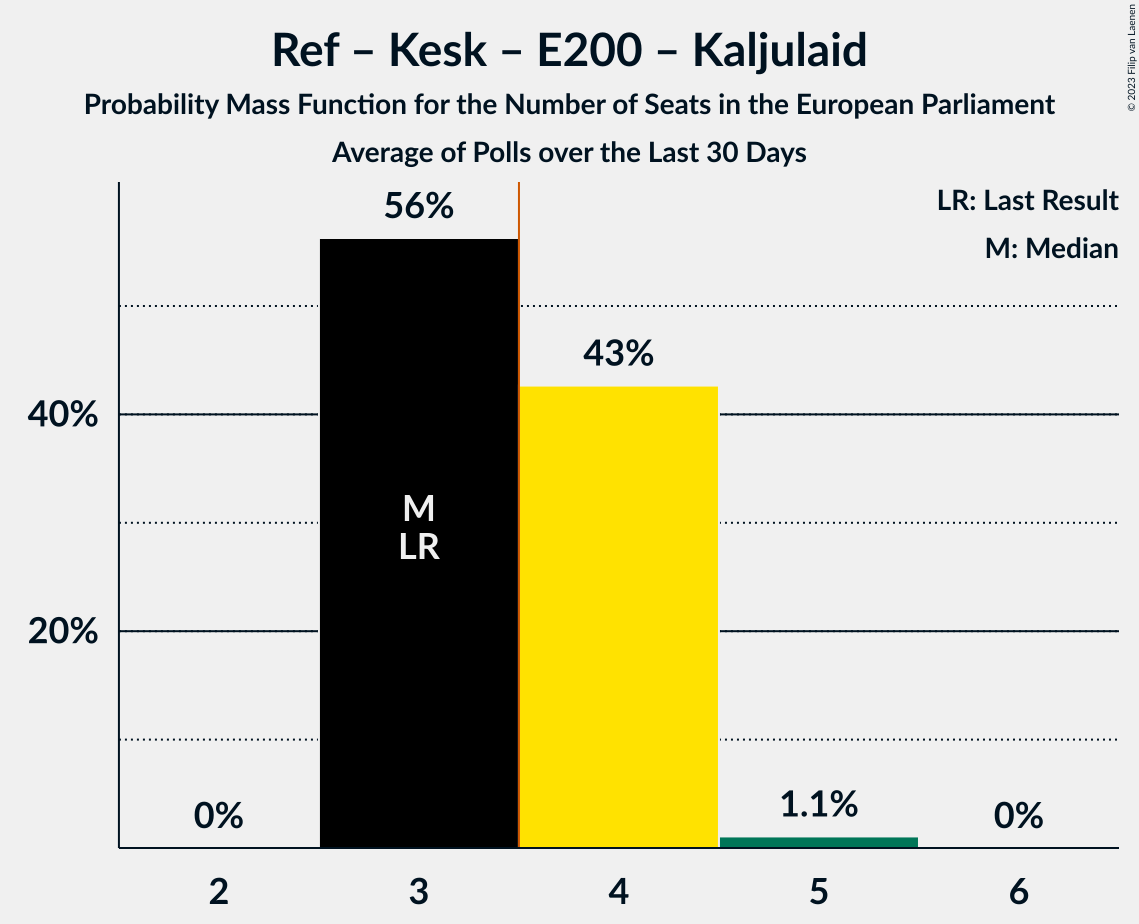 Ref – Kesk – E200 – Kaljulaid
Probability Mass Function for the Number of Seats in the European Parliament
Average of Polls over the Last 30 Days
© 2023 Filip van Laenen
LR: Last Result
M: Median
56%
43%
40%
M
LR
20%
0%
1.1%
0%
2
3
4
5
6